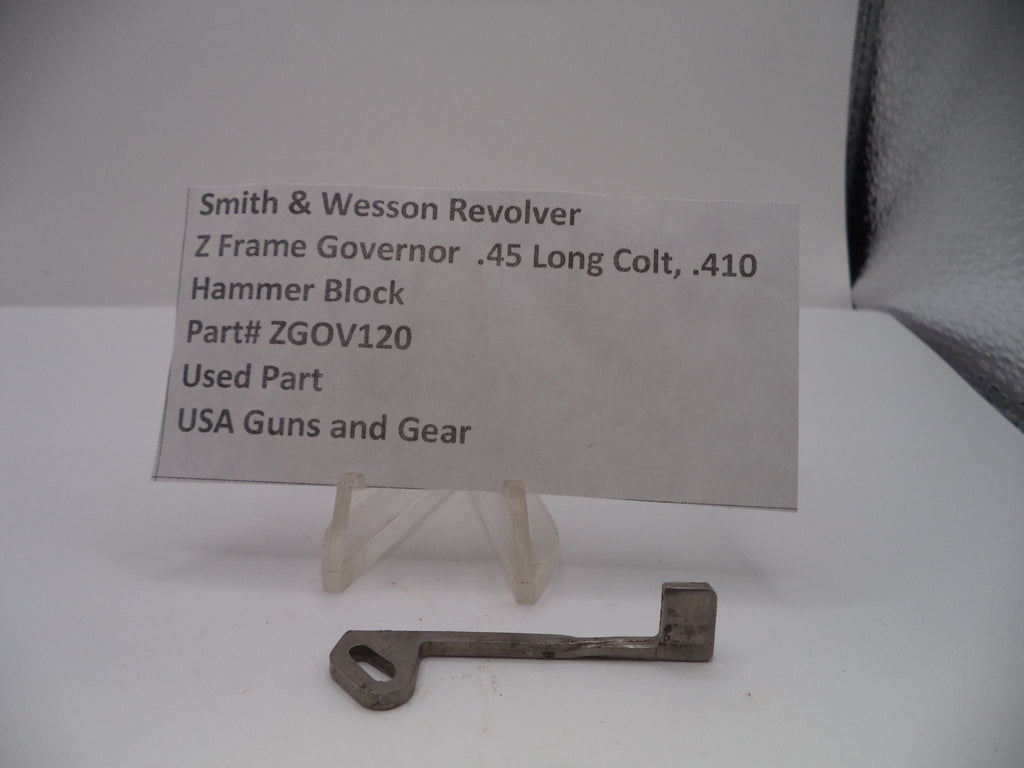 Smith & Wesson Revolver
Z Frame Governor .45 Long Colt, .410
Hammer Block
Part# ZGOV120
Used Part
USA Guns and Gear